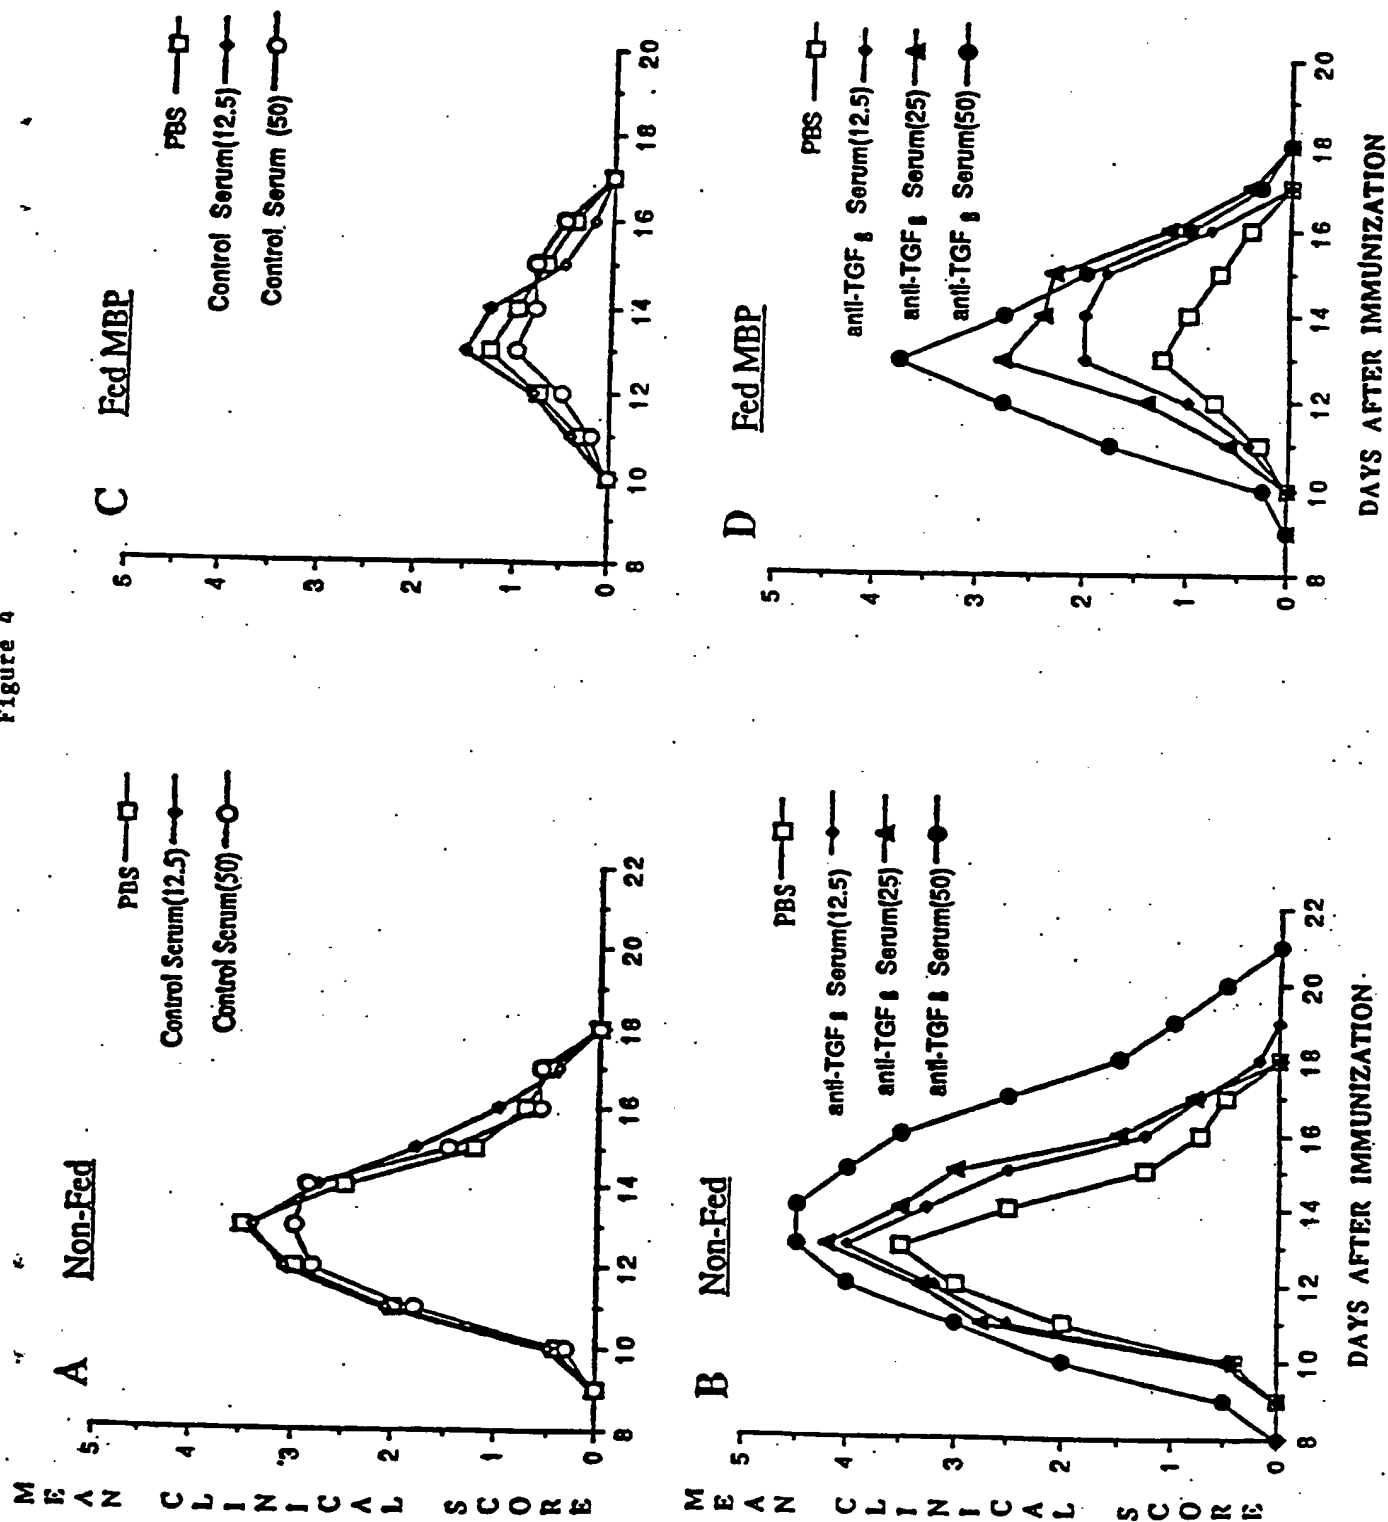 Figure 4
A
Non-Fed
PBS
Control Serum(12.5)
Control Serum(50)
MEAN CLINICAL SCORE
5
4
3
2
1
0
8
10
12
14
16
18
20
22
C
Fed MBP
PBS
Control Serum(12.5)
Control Serum (50)
5
4
3
2
1
0
8
10
12
14
16
18
20
B
Non-Fed
PBS
anti-TGF β Serum(12.5)
anti-TGF β Serum(25)
anti-TGF β Serum(50)
MEAN CLINICAL SCORE
5
4
3
2
1
0
8
10
12
14
16
18
20
22
DAYS AFTER IMMUNIZATION
D
Fed MBP
PBS
anti-TGF β Serum(12.5)
anti-TGF β Serum(25)
anti-TGF β Serum(50)
5
4
3
2
1
0
8
10
12
14
16
18
20
DAYS AFTER IMMUNIZATION